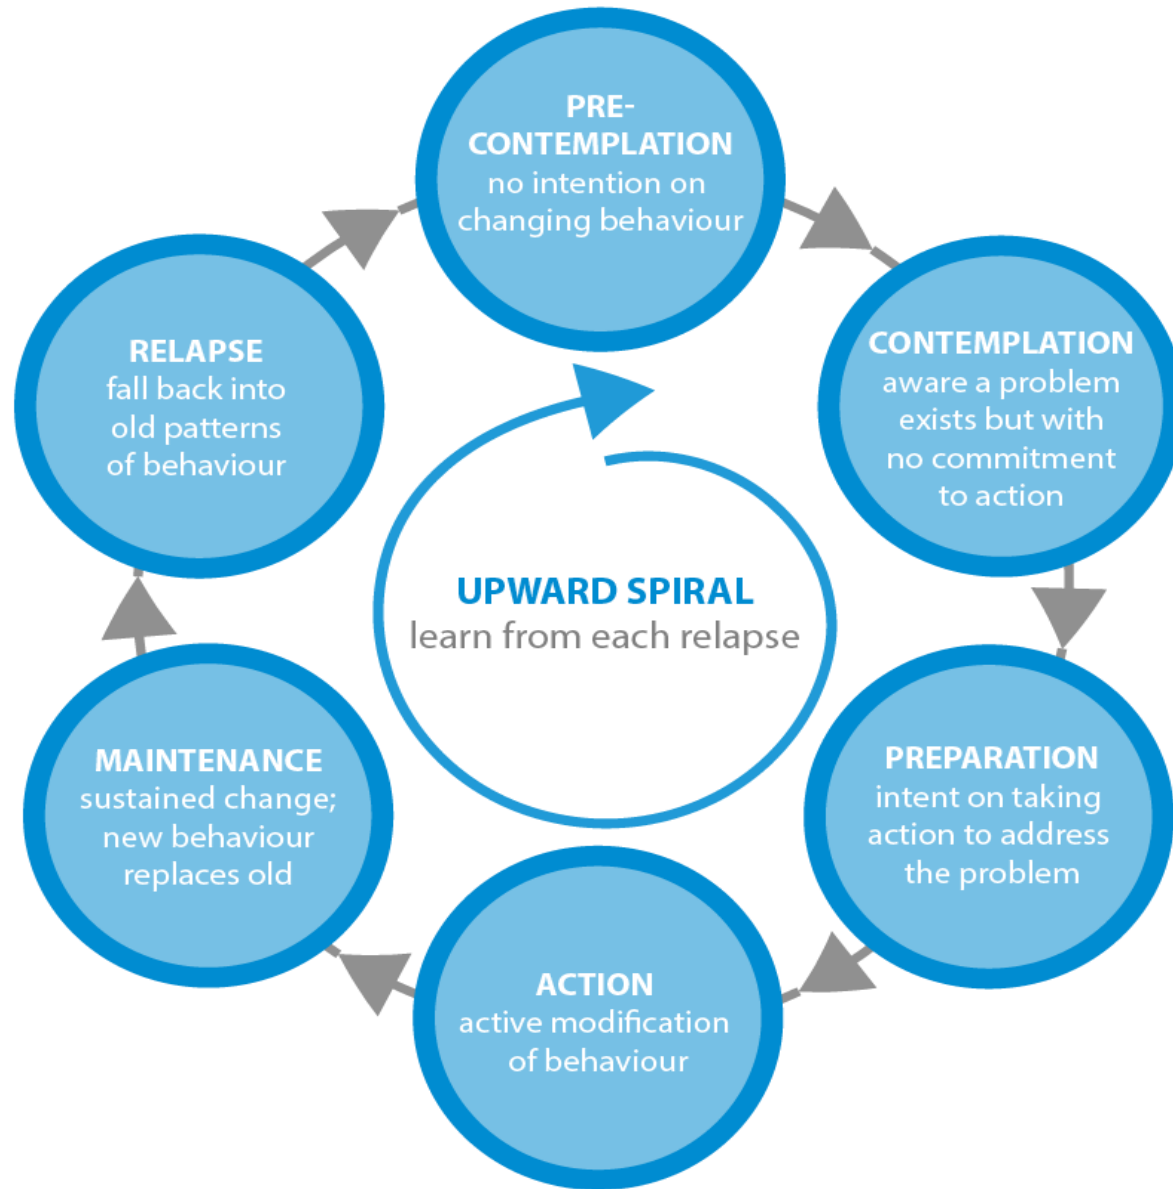 PRE-
CONTEMPLATION
no intention on
changing behaviour
CONTEMPLATION
aware a problem
exists but with
no commitment
to action
PREPARATION
intent on taking
action to address
the problem
ACTION
active modification
of behaviour
MAINTENANCE
sustained change;
new behaviour
replaces old
RELAPSE
fall back into
old patterns
of behaviour
UPWARD SPIRAL
learn from each relapse